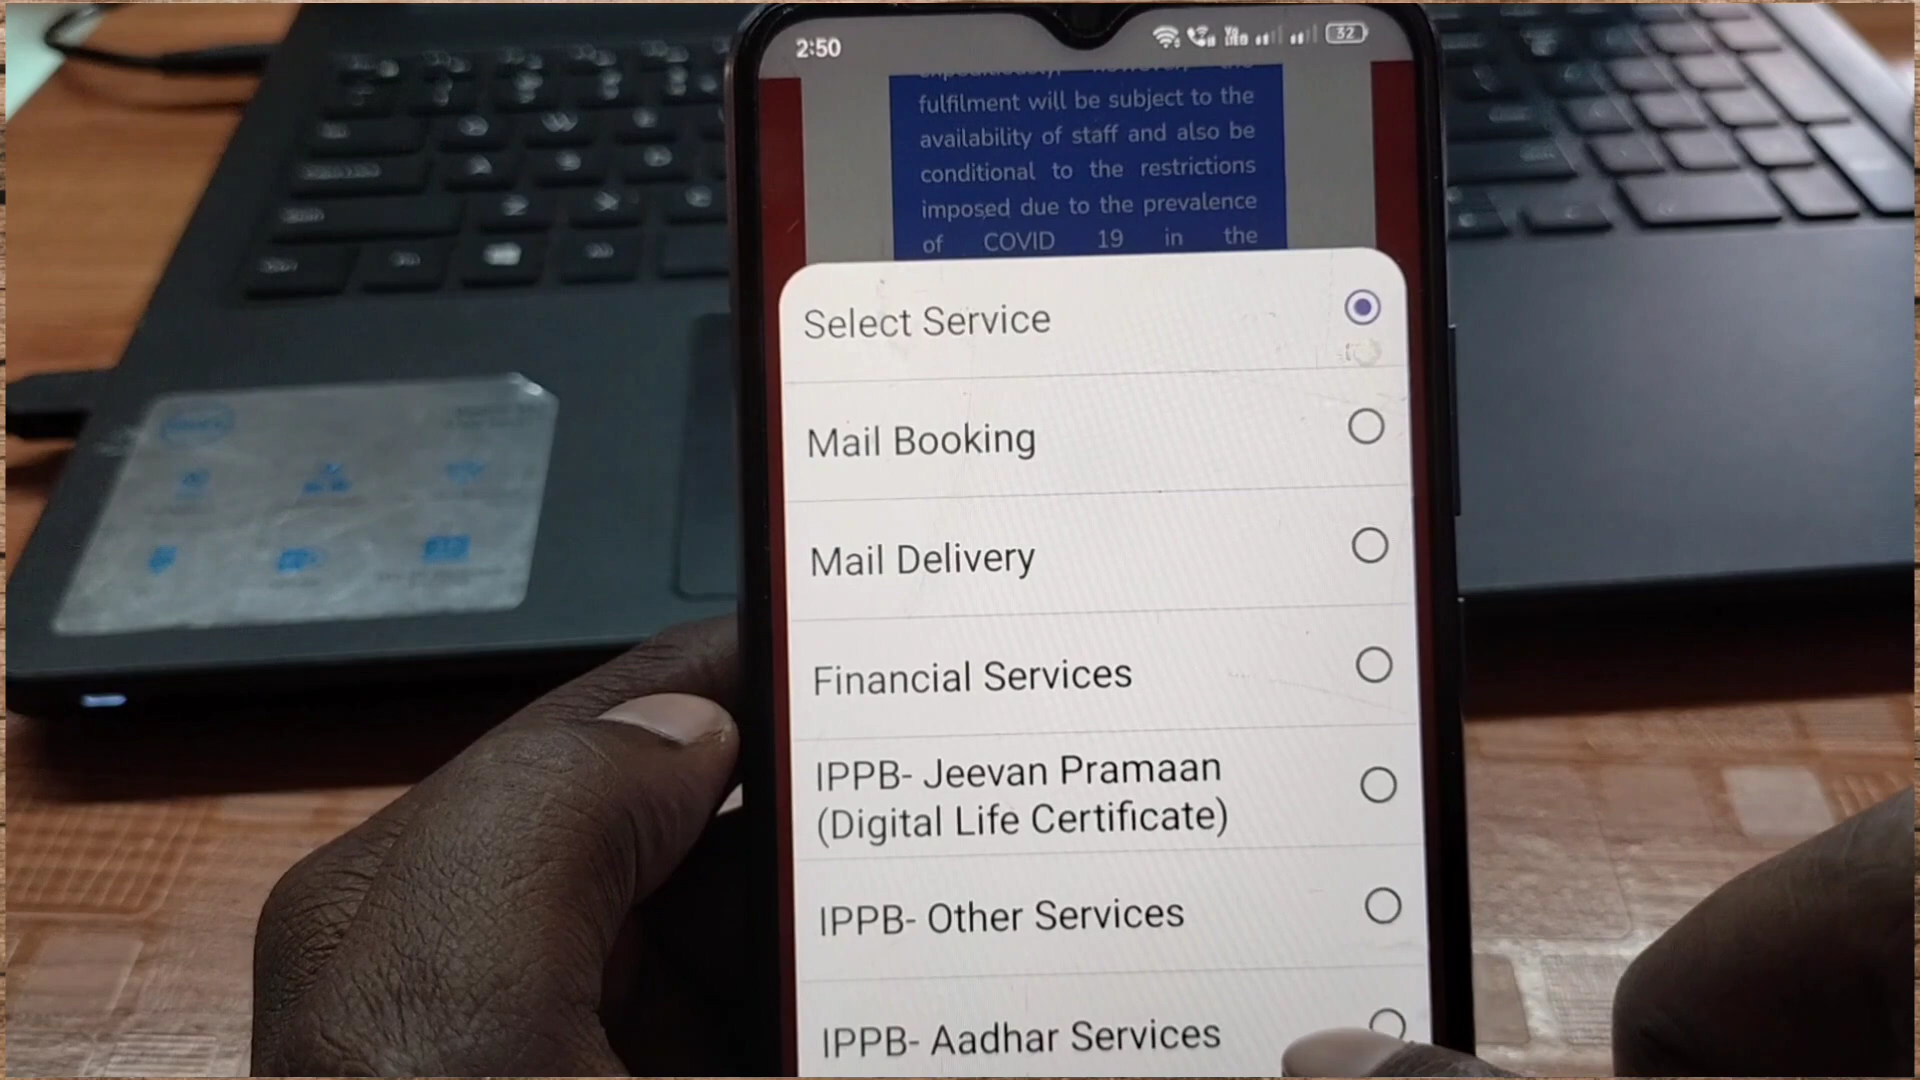 2:50
32
fulfilment will be subject to the
availability of staff and also be
conditional to the restrictions
imposed due to the prevalence
of COVID 19 in the
Select Service
Mail Booking
Mail Delivery
Financial Services
IPPB- Jeevan Pramaan
(Digital Life Certificate)
IPPB- Other Services
IPPB- Aadhar Services